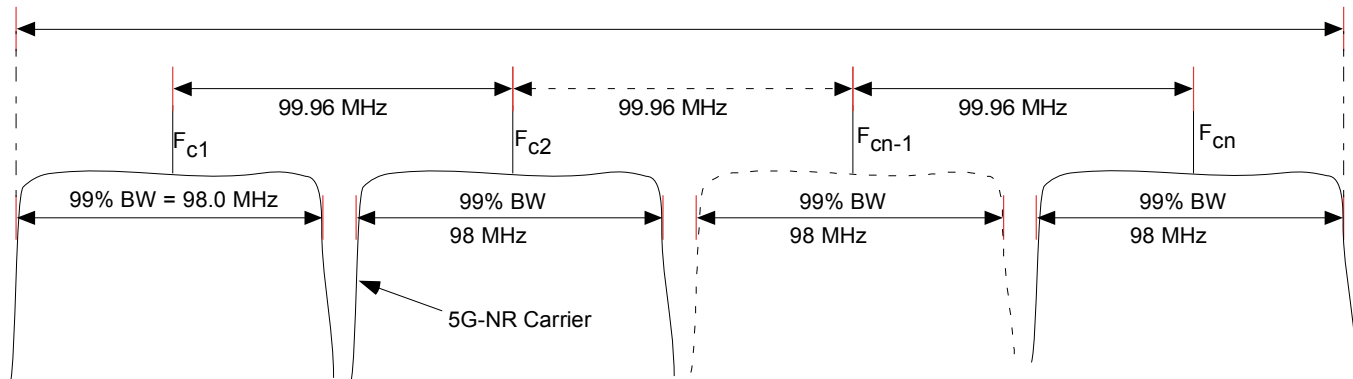 99.96 MHz
99.96 MHz
99.96 MHz
Fc1
Fc2
Fcn-1
Fcn
99% BW = 98.0 MHz
99% BW
98 MHz
99% BW
98 MHz
99% BW
98 MHz
5G-NR Carrier